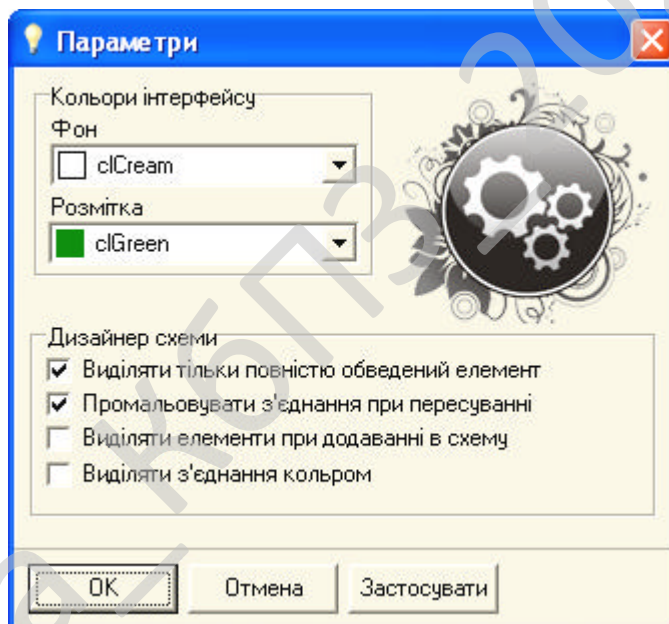 Параметри
Кольори інтерфейсу
Фон
clCream
Розмітка
clGreen
Дизайнер схеми
Виділяти тільки повністю обведений елемент
Промальовувати з'єднання при пересуванні
Виділяти елементи при додаванні в схему
Виділяти з'єднання кольром
OK
Отмена
Застосувати